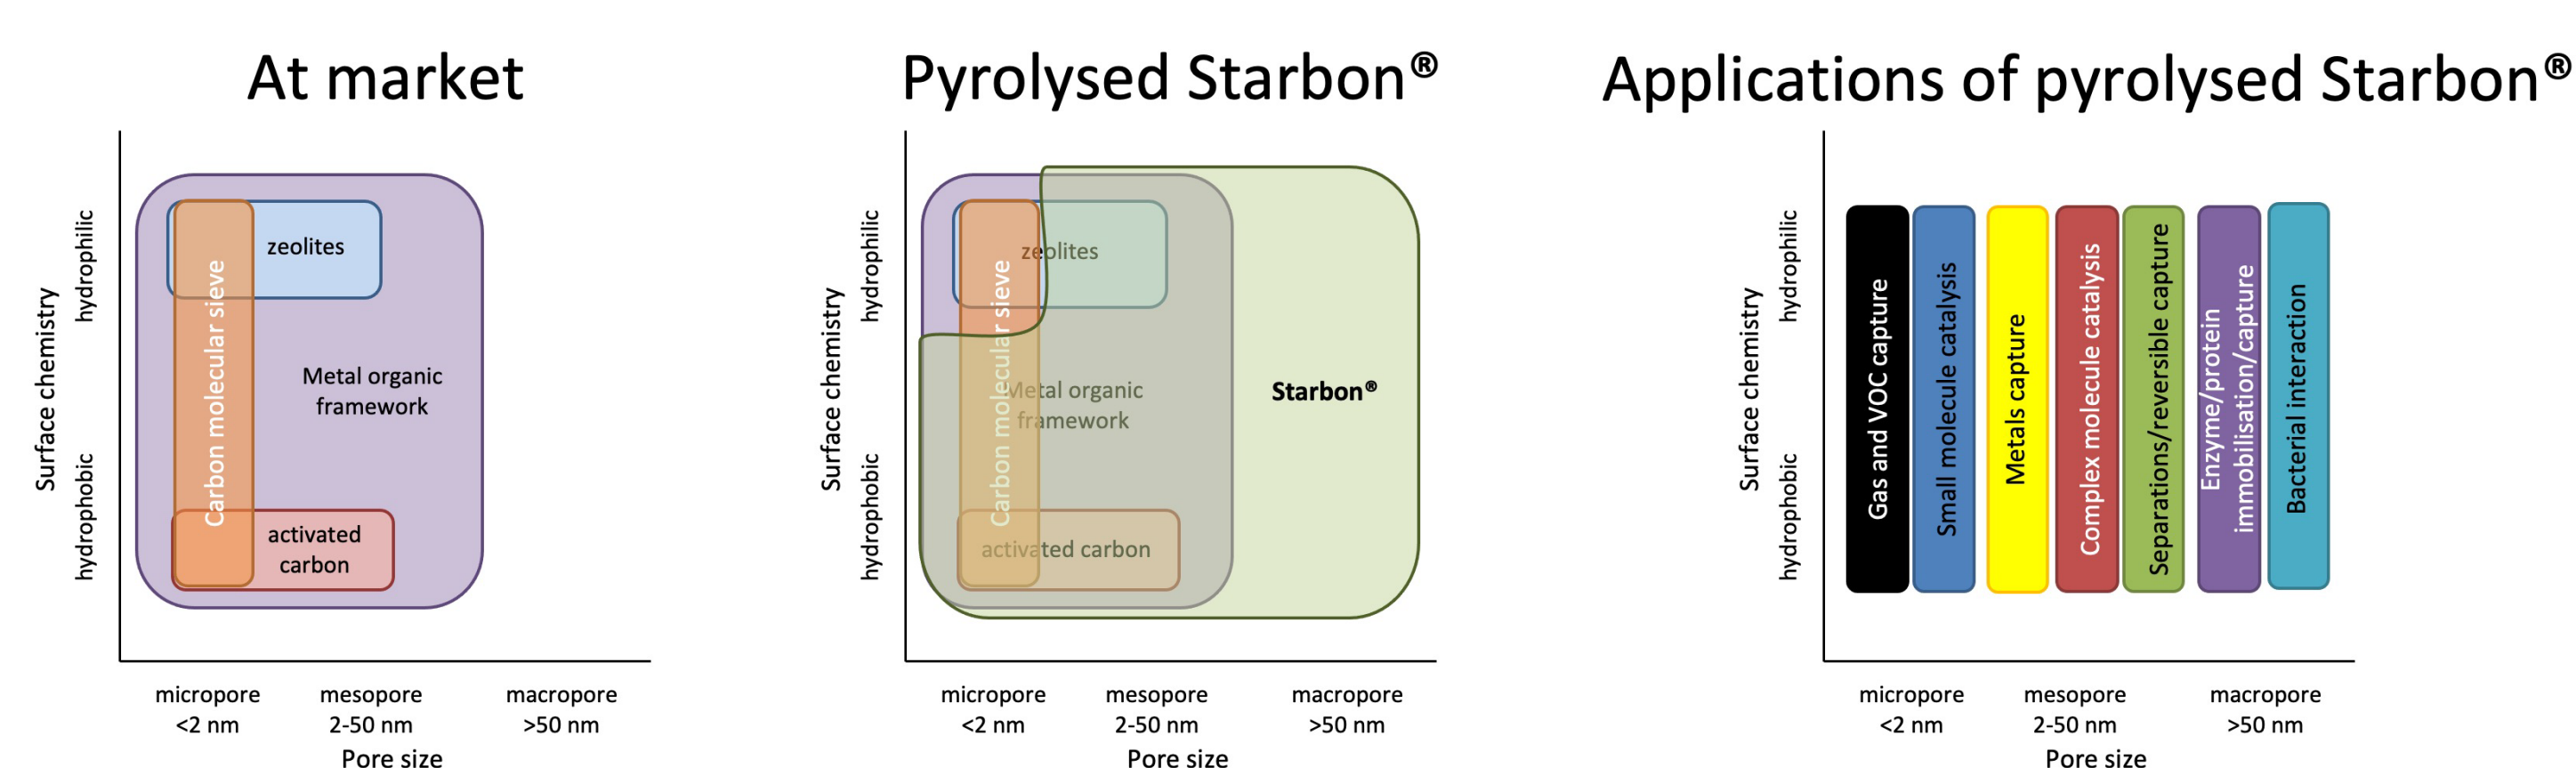 At market
Surface chemistry
hydrophilic
hydrophobic
zeolites
Carbon molecular sieve
Metal organic
framework
activated
carbon
micropore
<2 nm
mesopore
2-50 nm
macropore
>50 nm
Pore size
Pyrolysed Starbon®
Surface chemistry
hydrophilic
hydrophobic
zeolites
Carbon molecular sieve
Metal organic
framework
activated carbon
Starbon®
micropore
<2 nm
mesopore
2-50 nm
macropore
>50 nm
Pore size
Applications of pyrolysed Starbon®
Surface chemistry
hydrophilic
hydrophobic
Gas and VOC capture
Small molecule catalysis
Metals capture
Complex molecule catalysis
Separations/reversible capture
Enzyme/protein
immobilisation/capture
Bacterial interaction
micropore
<2 nm
mesopore
2-50 nm
macropore
>50 nm
Pore size